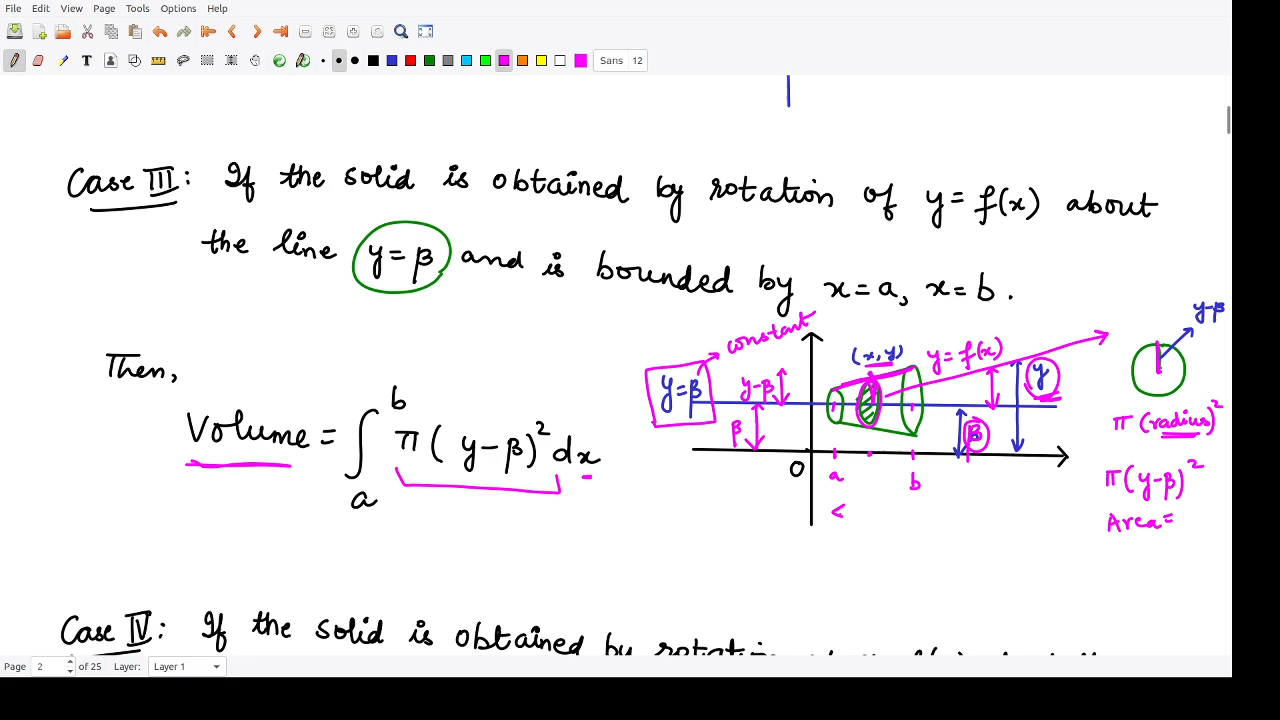 File Edit View Page Tools Options Help
T
Sans 12
Case III: If the solid is obtained by rotation of y = f(x) about
the line y = β and is bounded by x = a, x = b.
constant
y-β
(x, y)
y = f(x)
Then,
y = β
y-β
y
β
β
π (radius)²
Volume = ∫ₐᵇ π( y-β)² dx
O
a
b
<
π(y-β)²
Area =
Case IV: If the solid is obtained by
Page 2 of 25 Layer: Layer 1